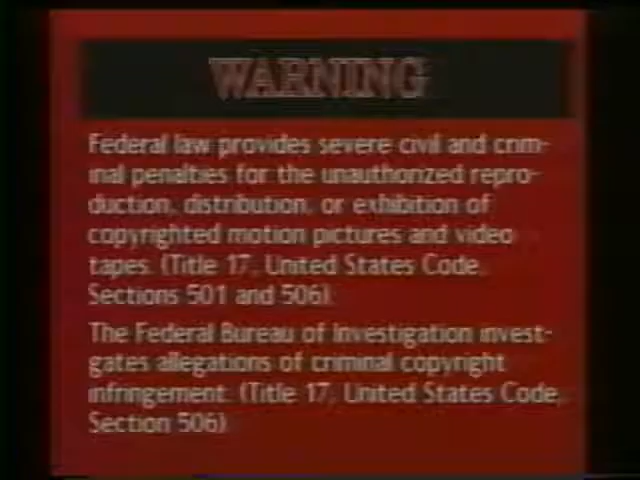 WARNING
Federal law provides severe civil and crim-
inal penalties for the unauthorized repro-
duction, distribution, or exhibition of
copyrighted motion pictures and video
tapes. (Title 17, United States Code,
Sections 501 and 506)
The Federal Bureau of Investigation invest-
gates allegations of criminal copyright
infringement. (Title 17, United States Code,
Section 506)